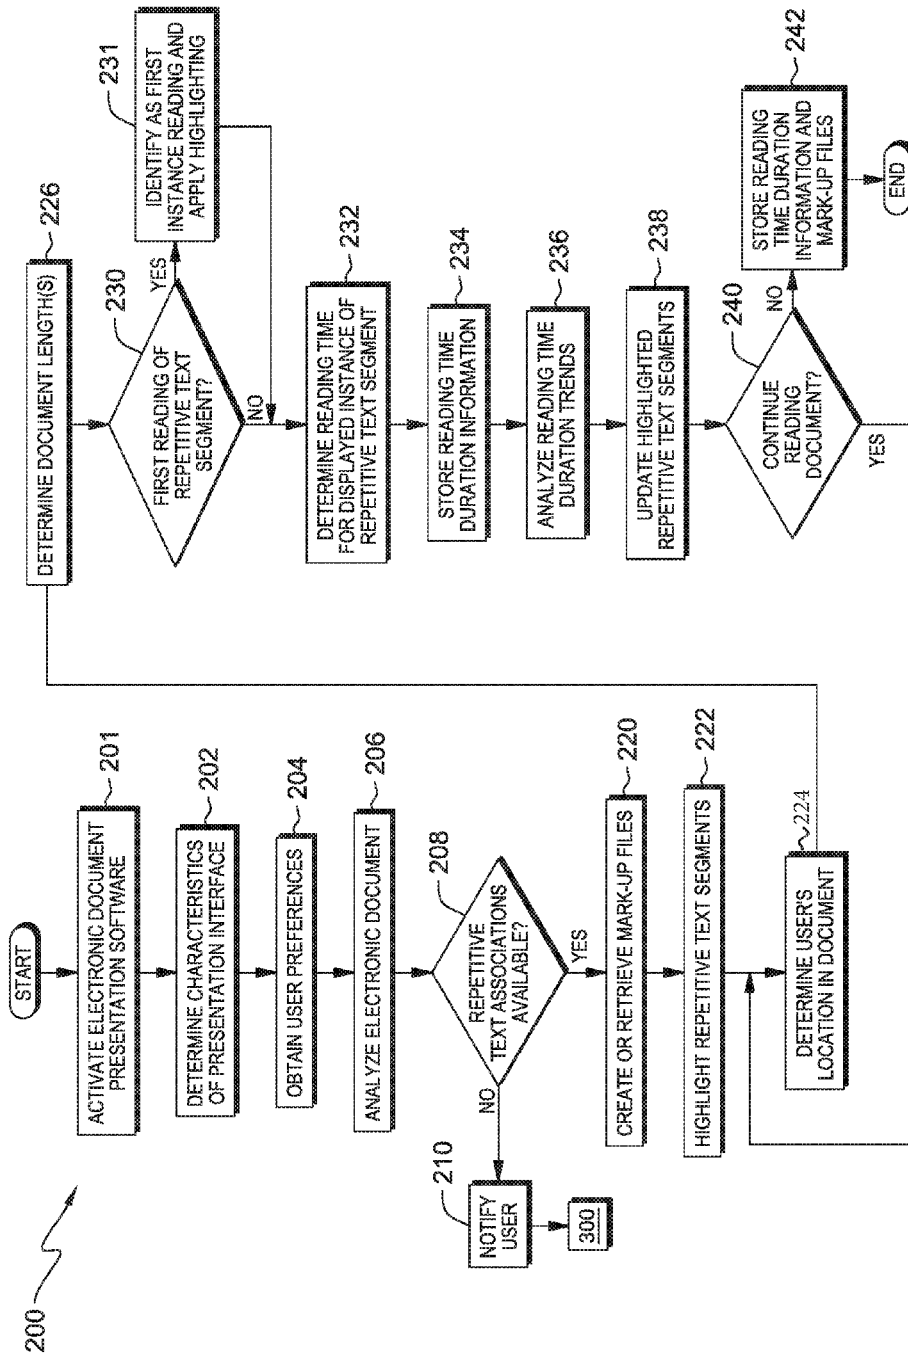 200
START
ACTIVATE ELECTRONIC DOCUMENT
PRESENTATION SOFTWARE
201
DETERMINE CHARACTERISTICS
OF PRESENTATION INTERFACE
202
OBTAIN USER PREFERENCES
204
ANALYZE ELECTRONIC DOCUMENT
206
REPETITIVE
TEXT ASSOCIATIONS
AVAILABLE?
208
NO
NOTIFY
USER
210
300
YES
CREATE OR RETRIEVE MARK-UP FILES
220
HIGHLIGHT REPETITIVE TEXT SEGMENTS
222
DETERMINE USER'S
LOCATION IN DOCUMENT
224
DETERMINE DOCUMENT LENGTH(S)
226
FIRST READING OF
REPETITIVE TEXT
SEGMENT?
230
YES
IDENTIFY AS FIRST
INSTANCE READING AND
APPLY HIGHLIGHTING
231
NO
DETERMINE READING TIME
FOR DISPLAYED INSTANCE OF
REPETITIVE TEXT SEGMENT
232
STORE READING TIME
DURATION INFORMATION
234
ANALYZE READING TIME
DURATION TRENDS
236
UPDATE HIGHLIGHTED
REPETITIVE TEXT SEGMENTS
238
CONTINUE
READING
DOCUMENT?
240
NO
STORE READING
TIME DURATION
INFORMATION AND
MARK-UP FILES
242
END
YES